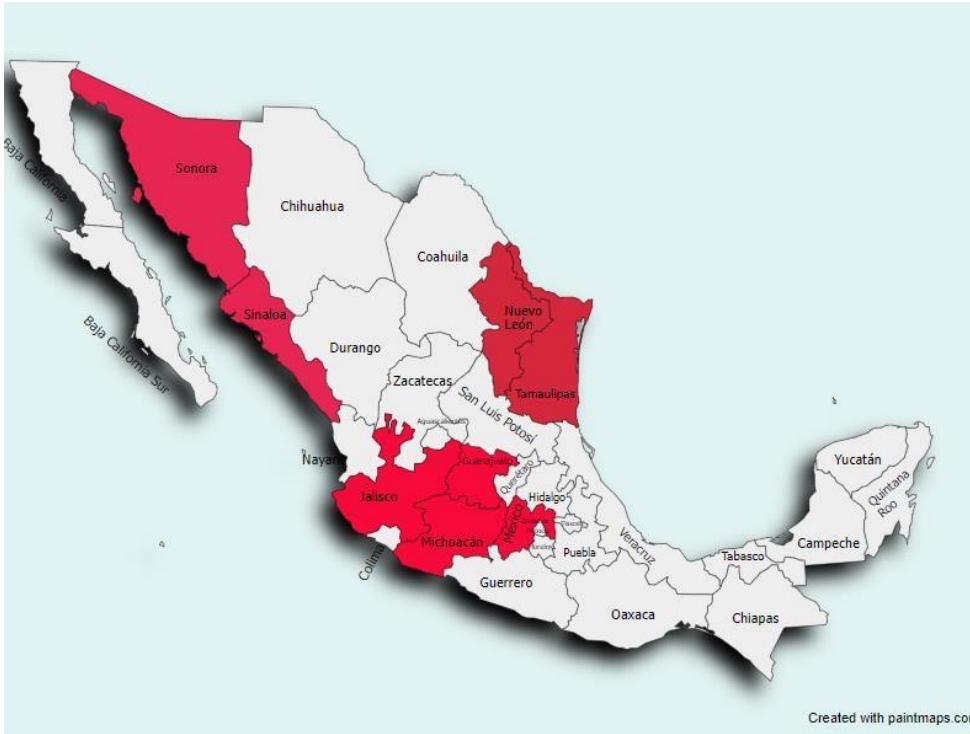 Baja California
Sonora
Chihuahua
Coahuila
Nuevo
León
Sinaloa
Durango
Baja California Sur
Tamaulipas
Zacatecas
San Luis Potosí
Aguascalientes
Nayarit
Guanajuato
Querétaro
Jalisco
Hidalgo
Mexico
Michoacán
Colima
Puebla
Veracruz
Guerrero
Oaxaca
Tabasco
Chiapas
Campeche
Yucatán
Quintana
Roo
Created with paintmaps.com